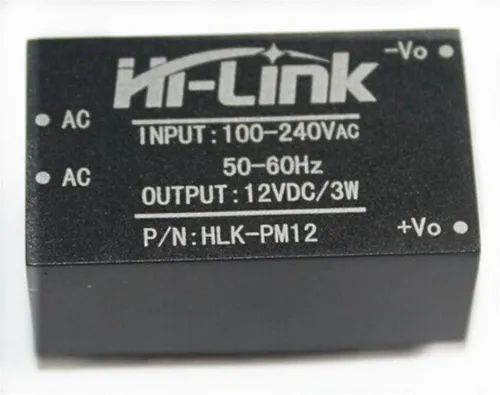 Hi-Link
-Vo
AC
INPUT:100-240VAC
AC
50-60Hz
OUTPUT:12VDC/3W
P/N:HLK-PM12
+Vo